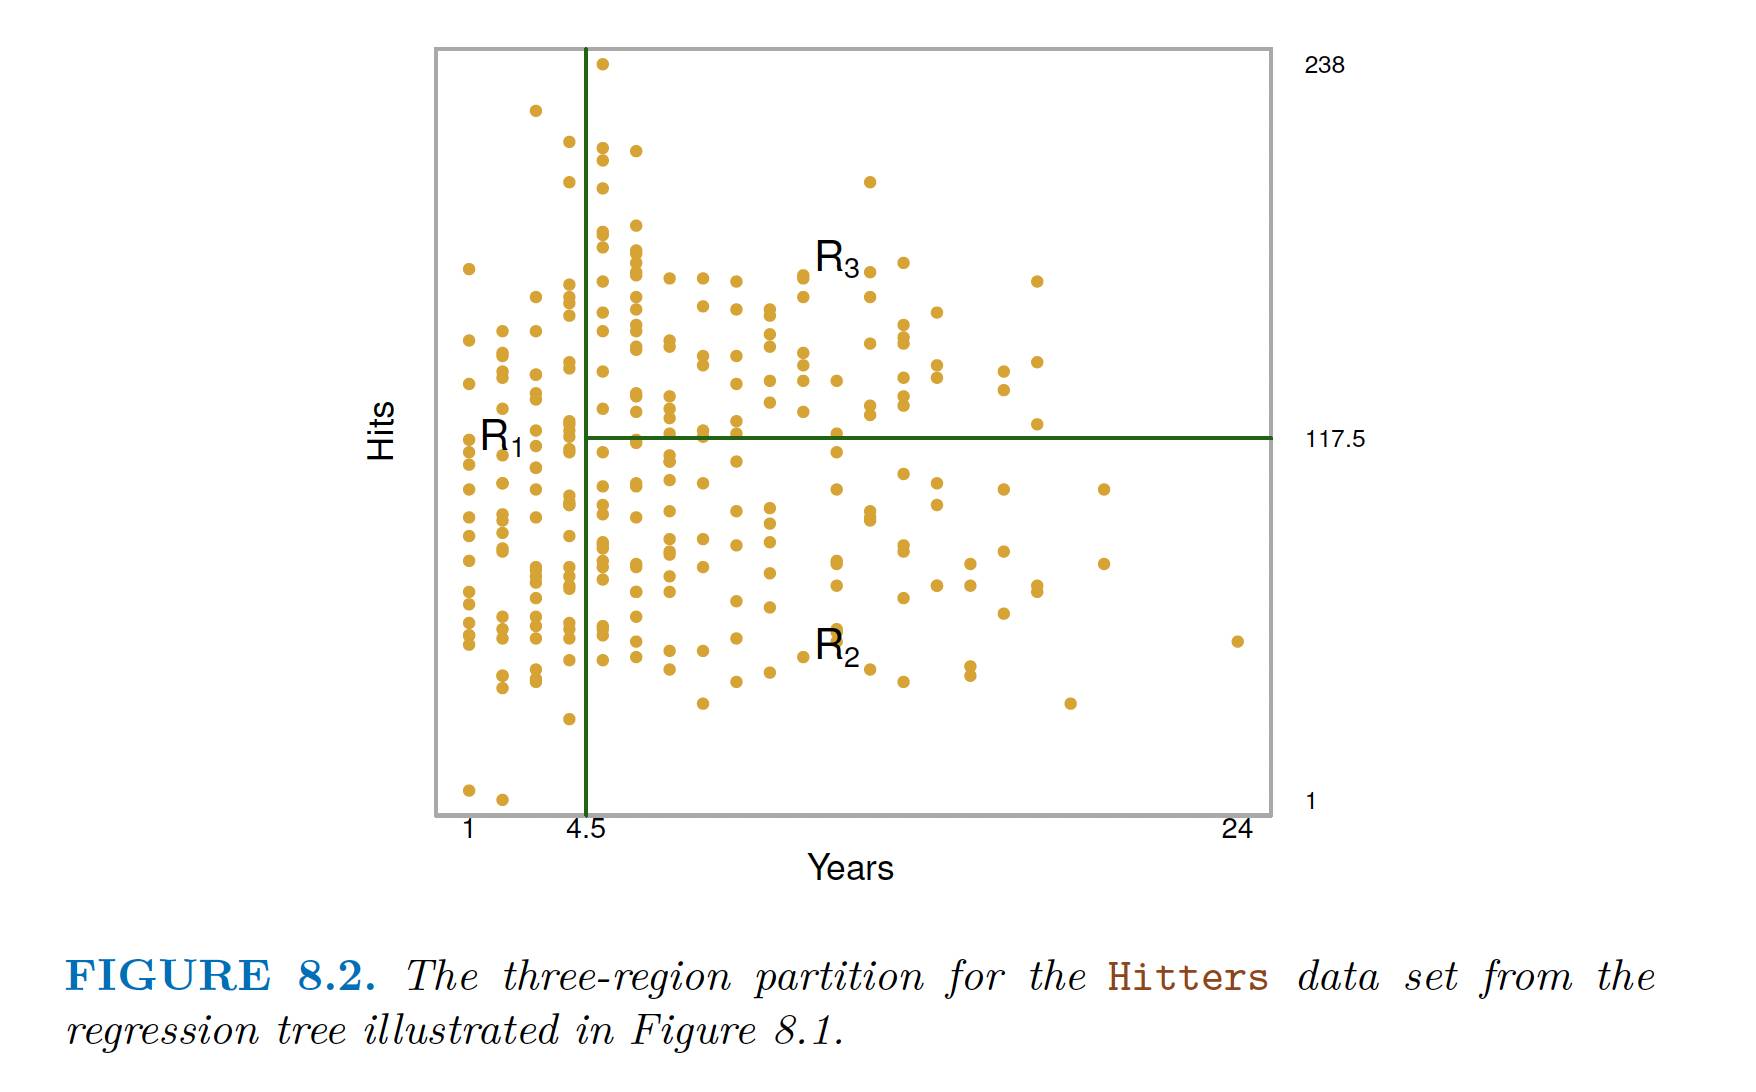 238
R3
Hits
R1
117.5
R2
1
1 4.5 24
Years
FIGURE 8.2. The three-region partition for the Hitters data set from the
regression tree illustrated in Figure 8.1.